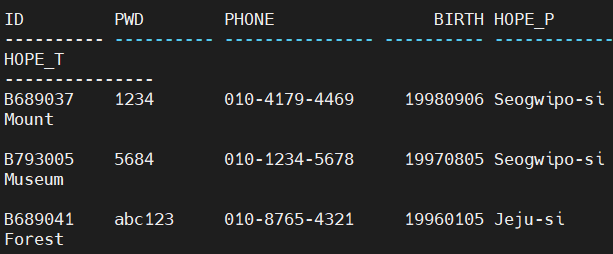 ID         PWD        PHONE                BIRTH HOPE_P
---------- ---------- --------------- ---------- ------------
HOPE_T
---------------
B689037    1234       010-4179-4469     19980906 Seogwipo-si
Mount
B793005    5684       010-1234-5678     19970805 Seogwipo-si
Museum
B689041    abc123     010-8765-4321     19960105 Jeju-si
Forest